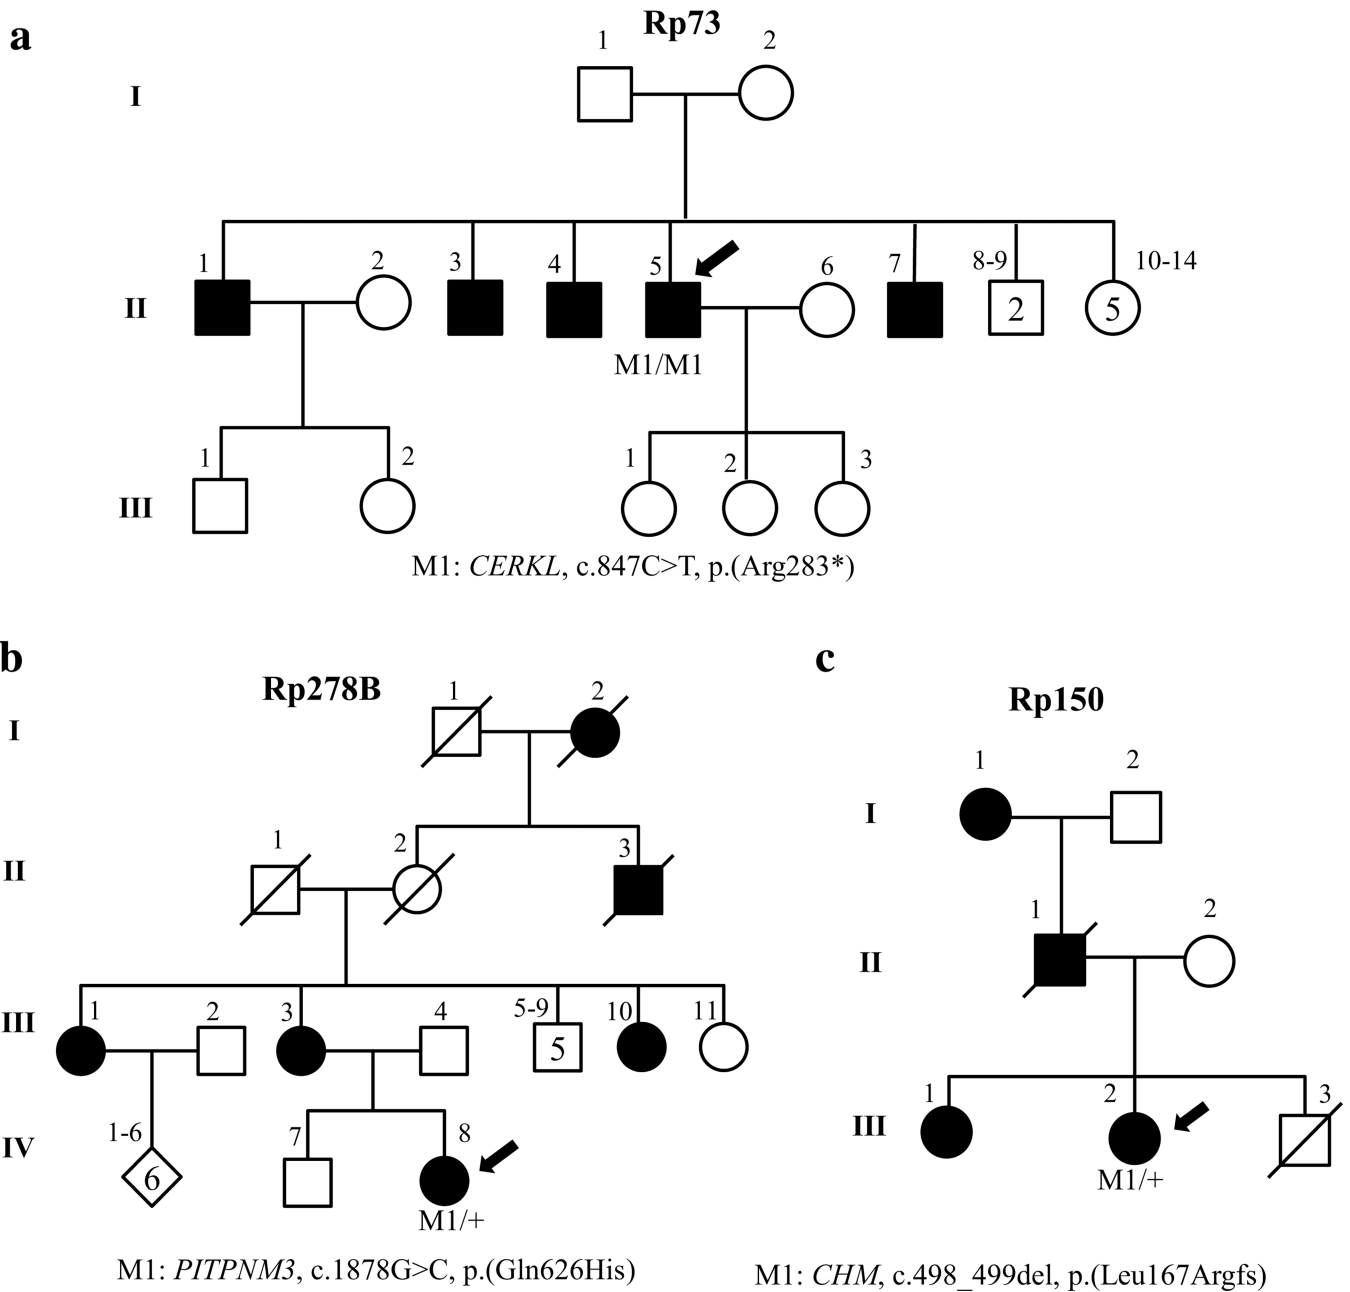 a
Rp73
1 2
I
1 2 3 4 5 6 7 8-9 10-14
II
2 5
M1/M1
1 2 1 2 3
III
M1: CERKL, c.847C>T, p.(Arg283*)
b
Rp278B
1 2
I
1 2 3
II
1 2 3 4 5-9 10 11
III
5
1-6 7 8
IV
6
M1/+
M1: PITPNM3, c.1878G>C, p.(Gln626His)
c
Rp150
1 2
I
1 2
II
1 2 3
III
M1/+
M1: CHM, c.498_499del, p.(Leu167Argfs)